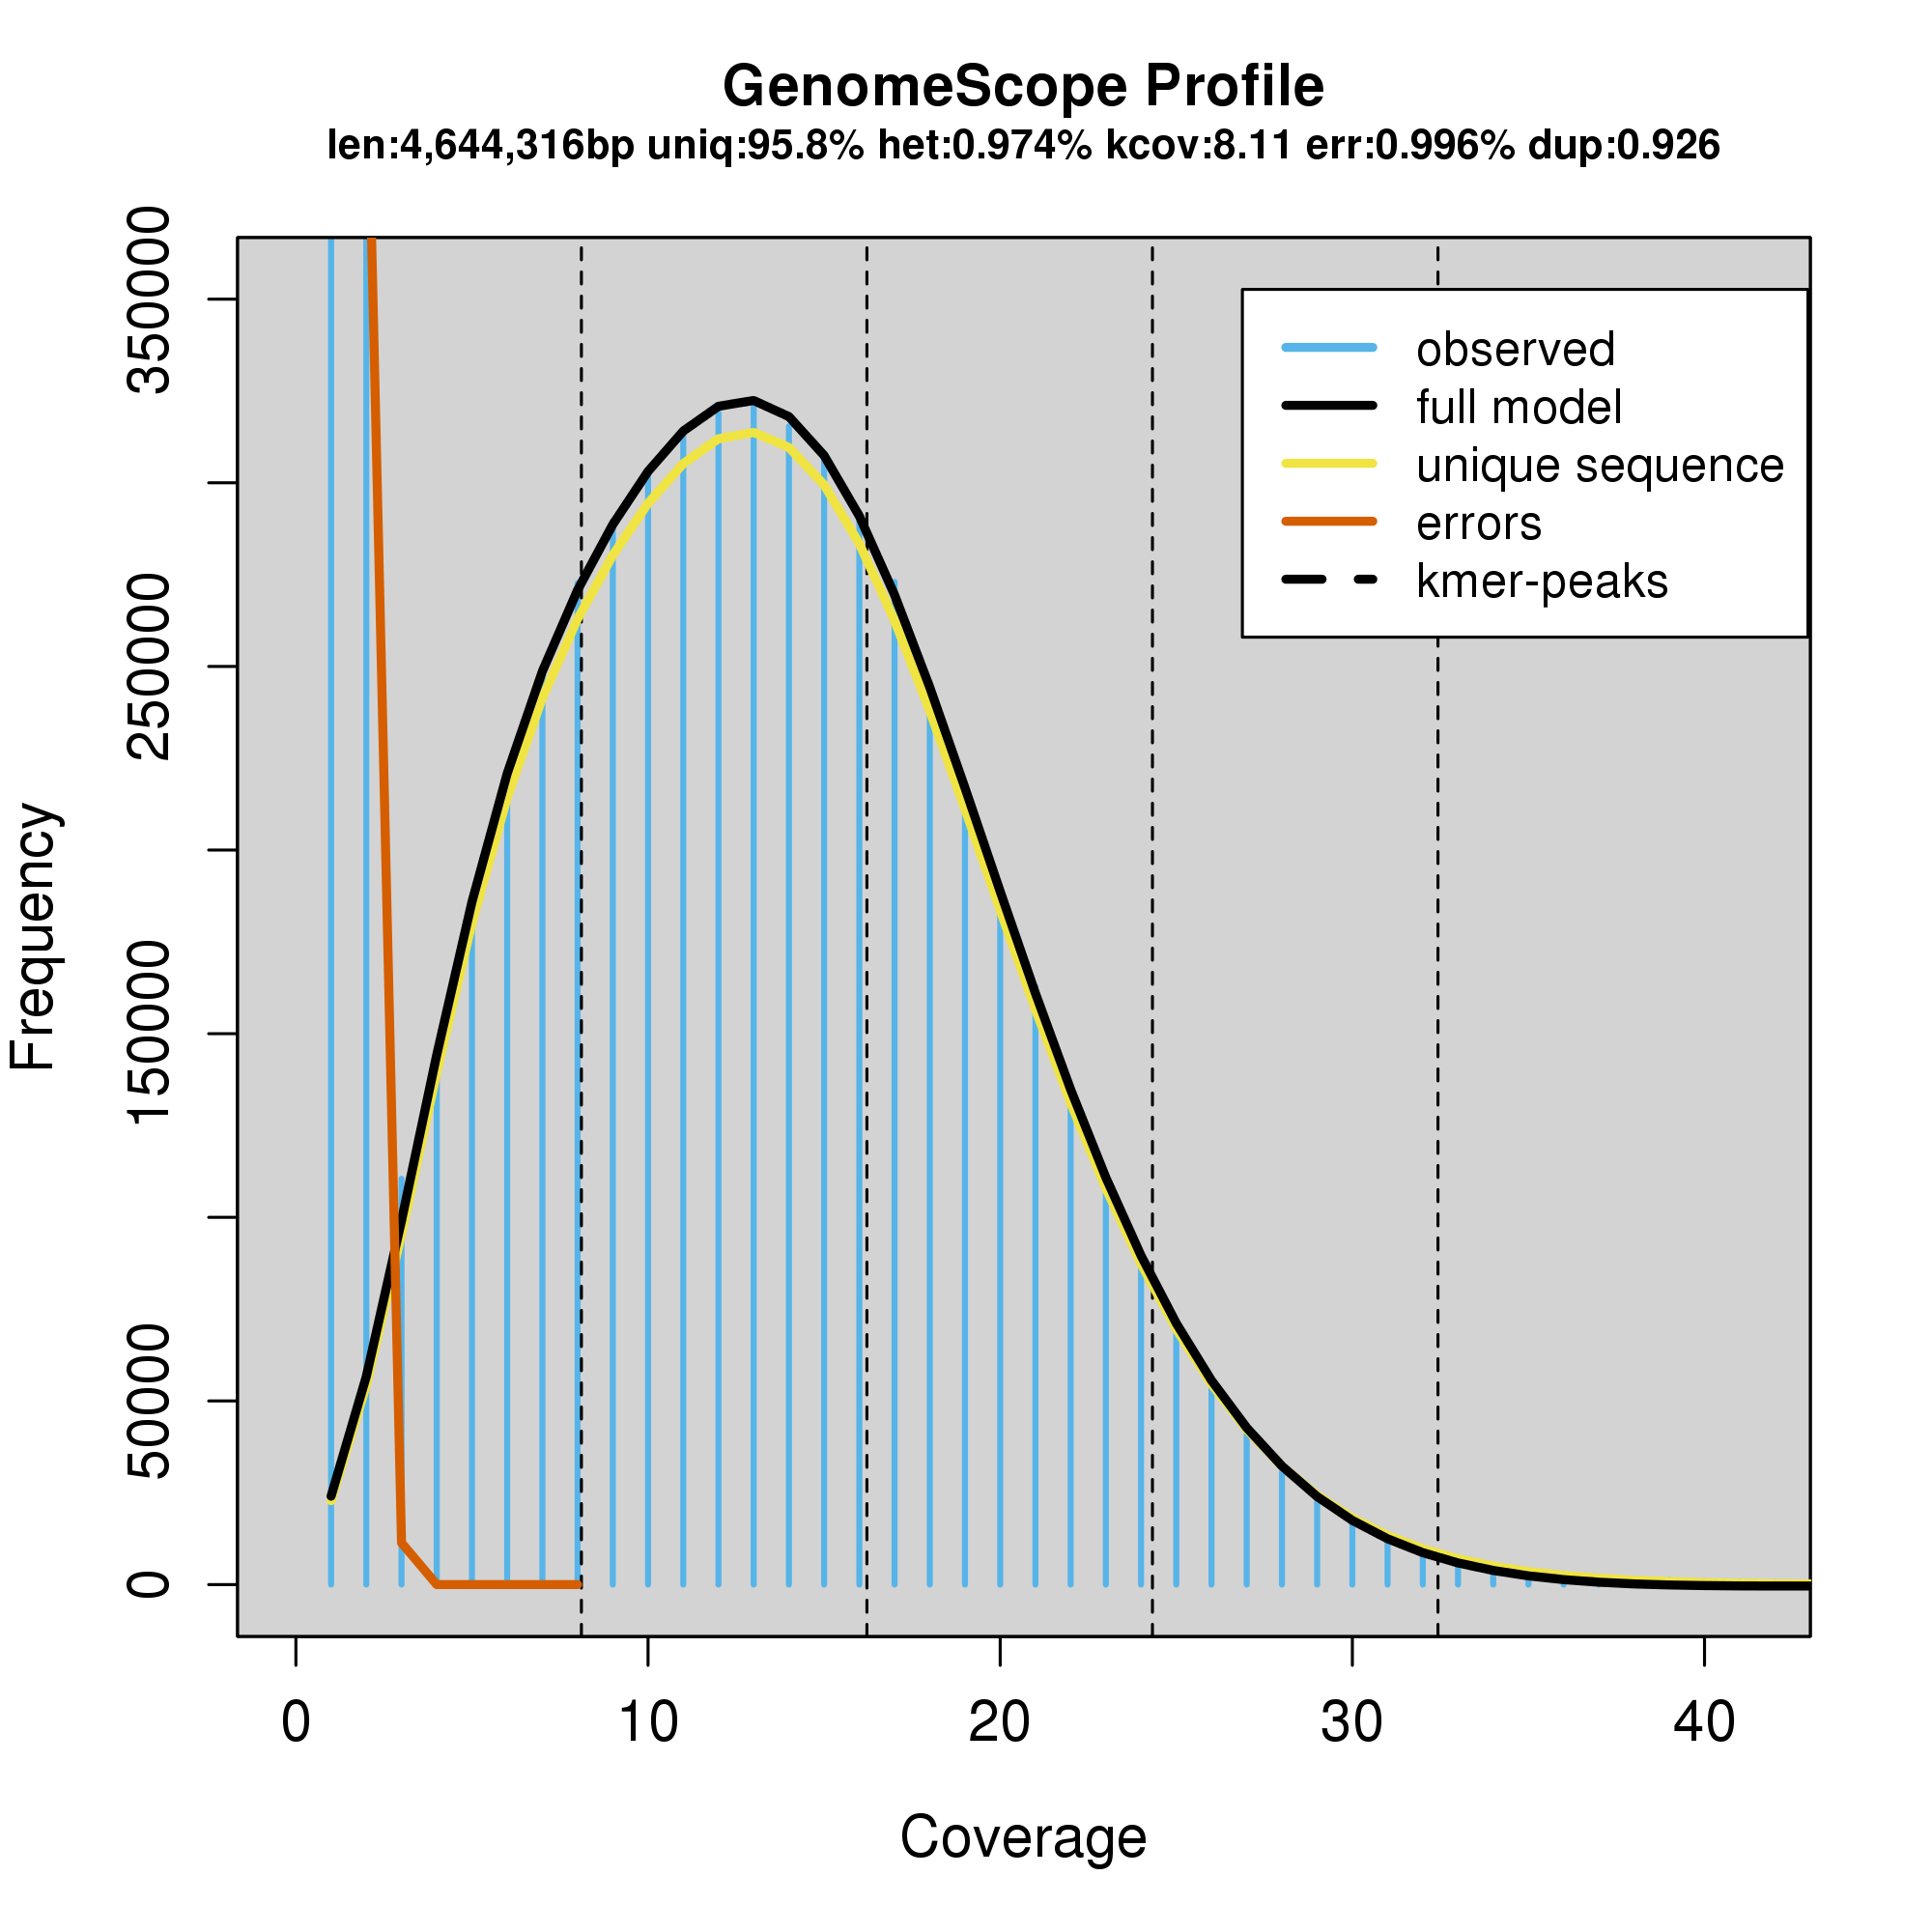 GenomeScope Profile
len:4,644,316bp uniq:95.8% het:0.974% kcov:8.11 err:0.996% dup:0.926
350000
250000
150000
50000
0
Frequency
observed
full model
unique sequence
errors
kmer-peaks
0 10 20 30 40
Coverage